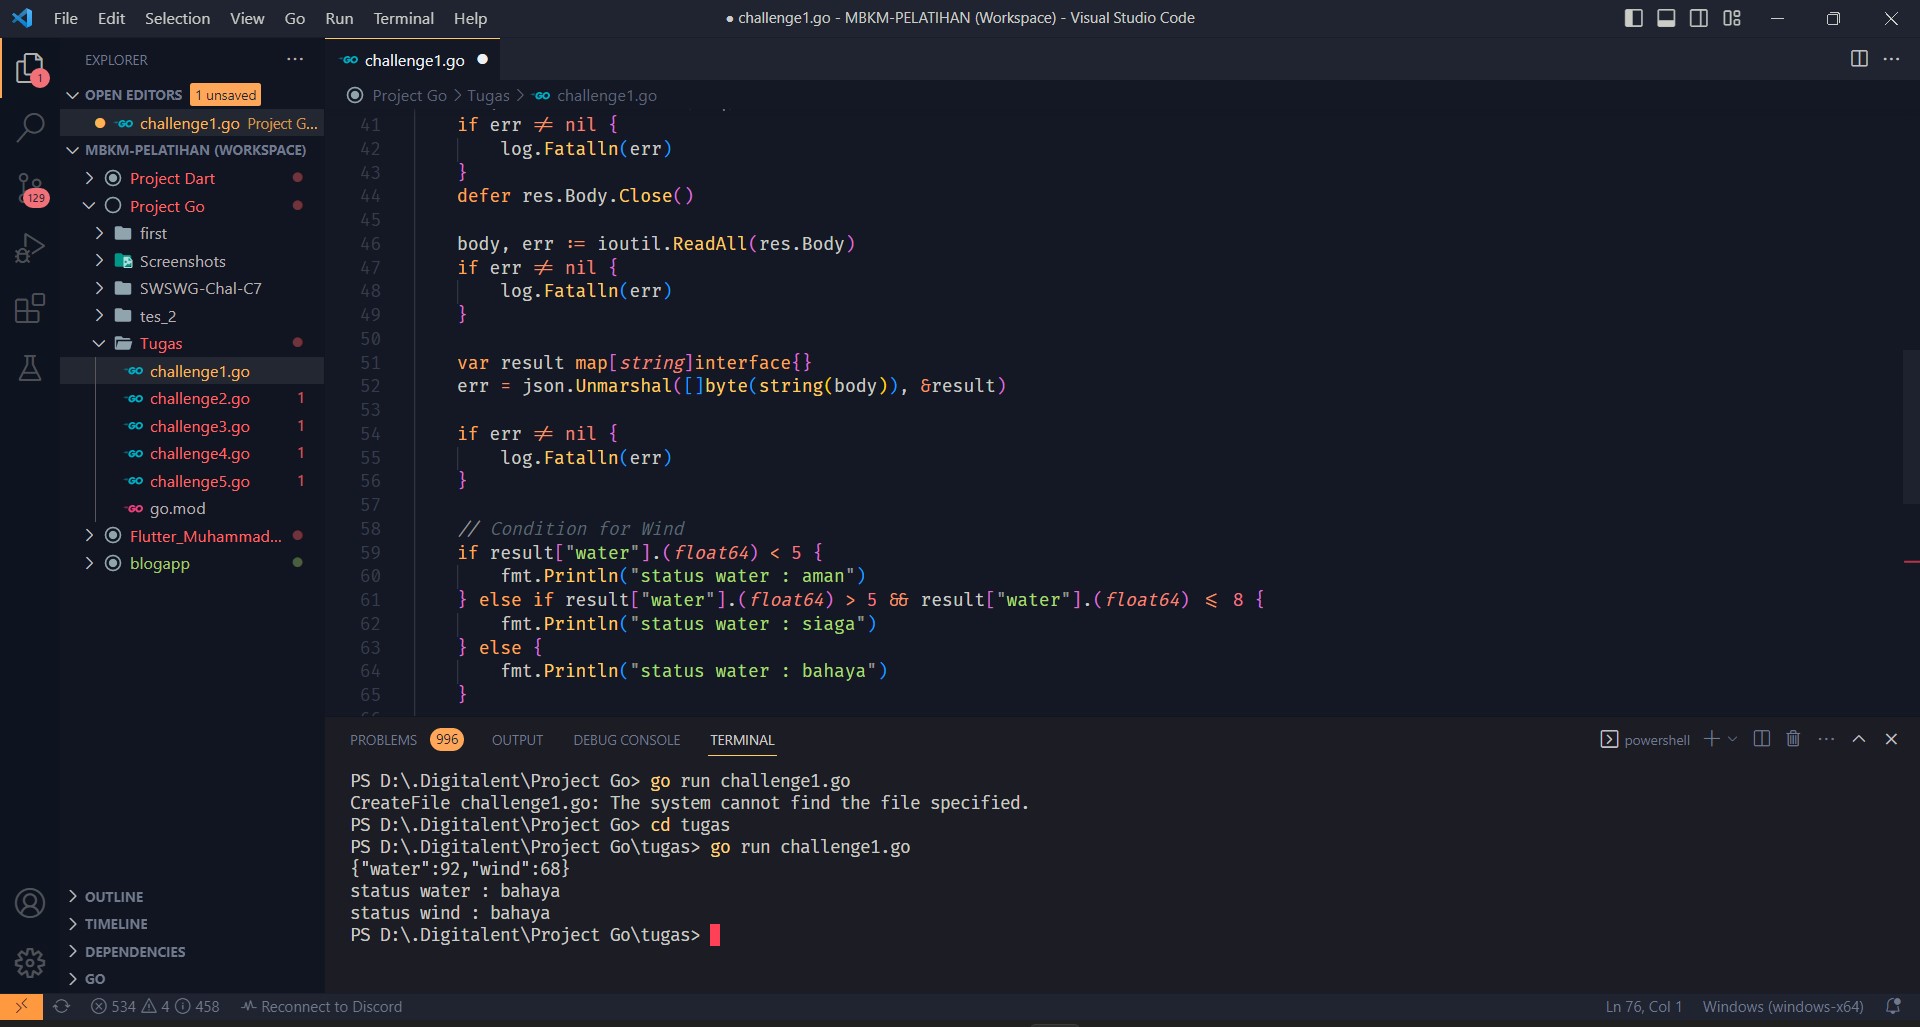 File Edit Selection View Go Run Terminal Help
● challenge1.go - MBKM-PELATIHAN (Workspace) - Visual Studio Code
EXPLORER
OPEN EDITORS 1 unsaved
challenge1.go Project G...
MBKM-PELATIHAN (WORKSPACE)
Project Dart
Project Go
first
Screenshots
SWSWG-Chal-C7
tes_2
Tugas
challenge1.go
challenge2.go 1
challenge3.go 1
challenge4.go 1
challenge5.go 1
go.mod
Flutter_Muhammad...
blogapp
OUTLINE
TIMELINE
DEPENDENCIES
GO
1
129
GO challenge1.go
Project Go > Tugas > GO challenge1.go
41 if err ≠ nil {
42 log.Fatalln(err)
43 }
44 defer res.Body.Close()
45
46 body, err := ioutil.ReadAll(res.Body)
47 if err ≠ nil {
48 log.Fatalln(err)
49 }
50
51 var result map[string]interface{}
52 err = json.Unmarshal([]byte(string(body)), &result)
53
54 if err ≠ nil {
55 log.Fatalln(err)
56 }
57
58 // Condition for Wind
59 if result["water"].(float64) < 5 {
60 fmt.Println("status water : aman")
61 } else if result["water"].(float64) > 5 && result["water"].(float64) ≤ 8 {
62 fmt.Println("status water : siaga")
63 } else {
64 fmt.Println("status water : bahaya")
65 }
PROBLEMS 996 OUTPUT DEBUG CONSOLE TERMINAL
powershell
PS D:\.Digitalent\Project Go> go run challenge1.go
CreateFile challenge1.go: The system cannot find the file specified.
PS D:\.Digitalent\Project Go> cd tugas
PS D:\.Digitalent\Project Go\tugas> go run challenge1.go
{"water":92,"wind":68}
status water : bahaya
status wind : bahaya
PS D:\.Digitalent\Project Go\tugas>
534 4 458 Reconnect to Discord
Ln 76, Col 1 Windows (windows-x64)